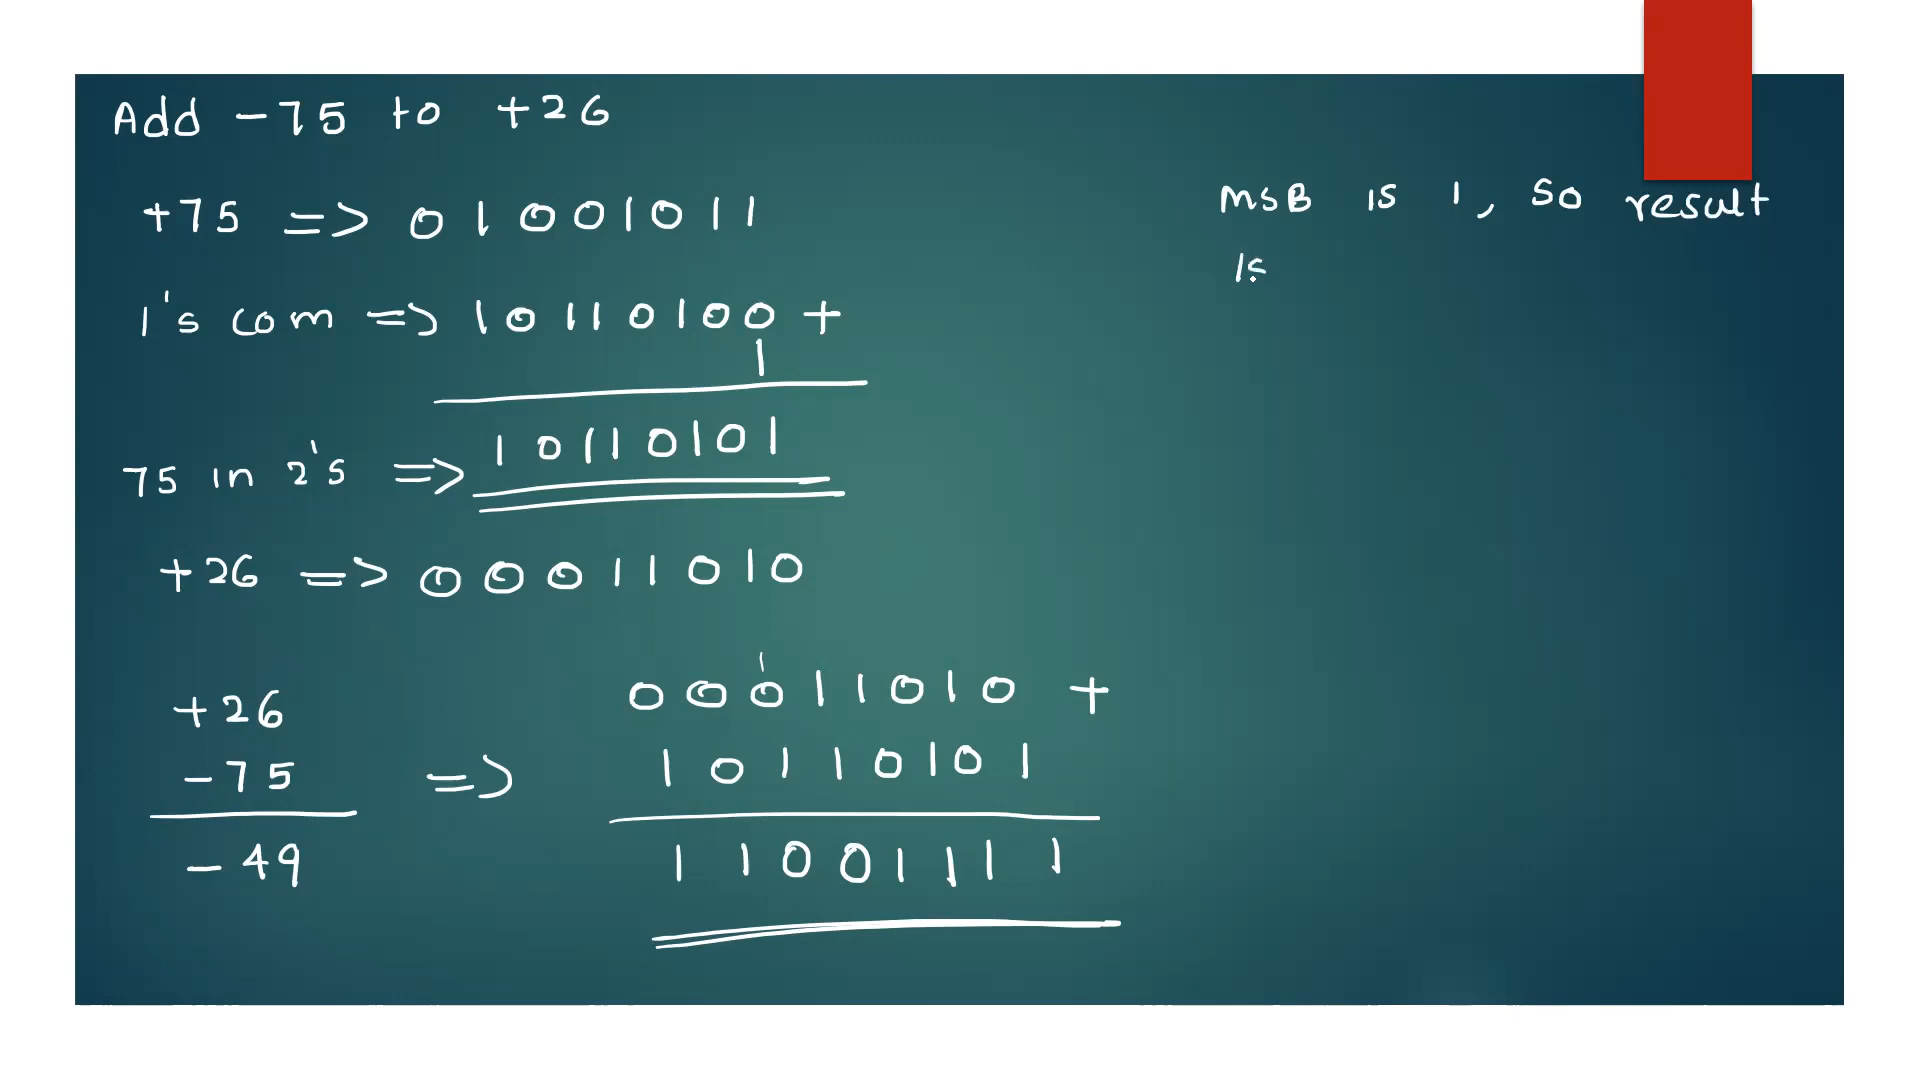 Add -75 to +26
+75 => 01001011
1's com => 10110100 +
1
75 in 2's => 10110101
+26 => 00011010
1
+26 00011010 +
-75 => 10110101
-49 11001111
MSB is 1, so result
is